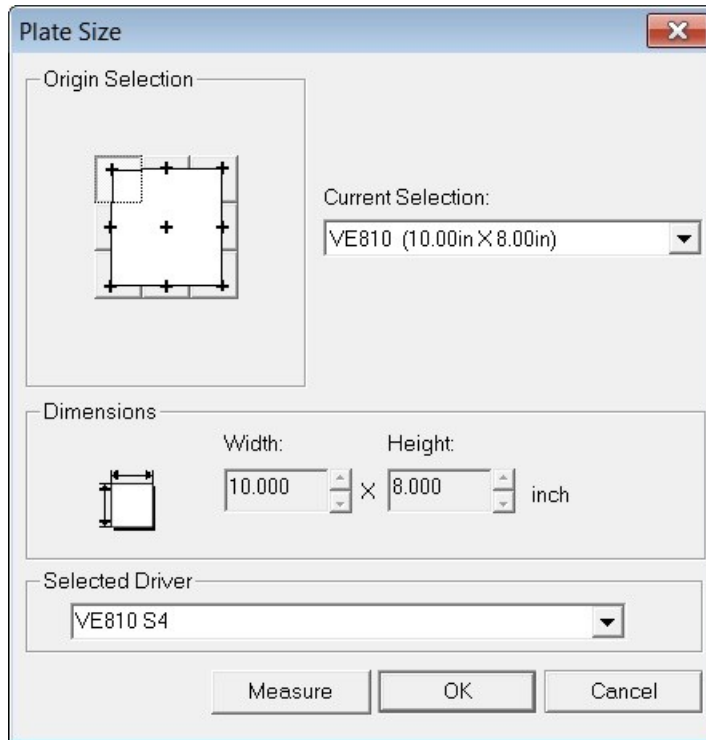 Plate Size
Origin Selection
Current Selection:
VE810 (10.00in X 8.00in)
Dimensions
Width:
Height:
10.000 X 8.000 inch
Selected Driver
VE810 S4
Measure
OK
Cancel